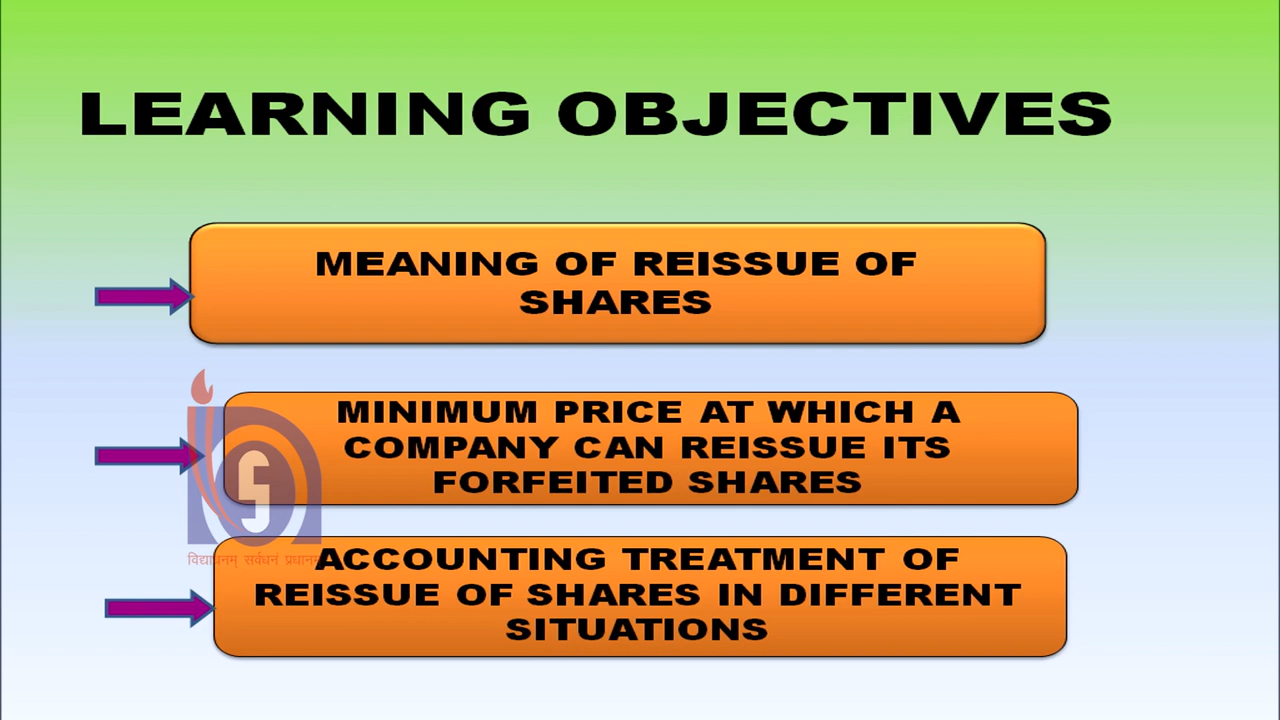 LEARNING OBJECTIVES
MEANING OF REISSUE OF
SHARES
MINIMUM PRICE AT WHICH A
COMPANY CAN REISSUE ITS
FORFEITED SHARES
विद्याधनम् सर्वधनं प्रधानम्
ACCOUNTING TREATMENT OF
REISSUE OF SHARES IN DIFFERENT
SITUATIONS